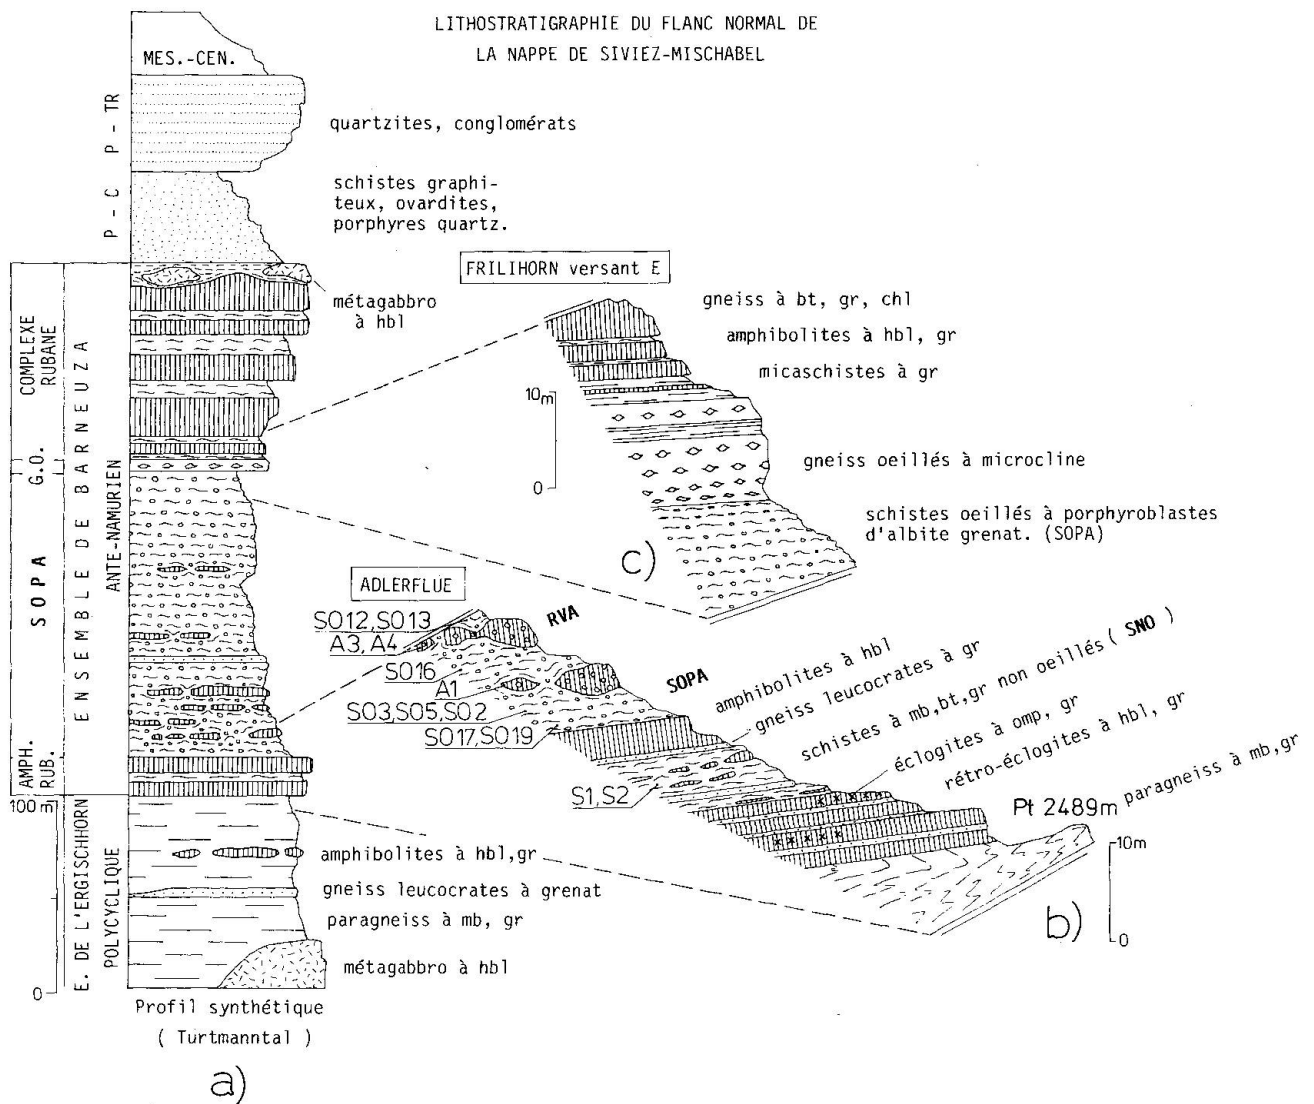 LITHOSTRATIGRAPHIE DU FLANC NORMAL DE
LA NAPPE DE SIVIEZ-MISCHABEL
MES.-CEN.
P - TR
quartzites, conglomérats
P - C
schistes graphi-
teux, ovardites,
porphyres quartz.
métagabbro
à hbl
COMPLEXE
RUBANE
G.O.
SOPA
AMPH.
RUB.
ENSEMBLE DE BARNEUZA
ANTE-NAMURIEN
E. DE L'ERGISCHHORN
POLYCYCLIQUE
100 m
0
amphibolites à hbl,gr
gneiss leucocrates à grenat
paragneiss à mb, gr
métagabbro à hbl
Profil synthétique
( Turtmanntal )
a)
FRILIHORN versant E
gneiss à bt, gr, chl
amphibolites à hbl, gr
micaschistes à gr
10m
0
gneiss oeillés à microcline
schistes oeillés à porphyroblastes
d'albite grenat. (SOPA)
c)
ADLERFLUE
SO12,SO13
A3, A4
SO16
A1
SO3,SO5,SO2
SO17,SO19
S1,S2
RVA
SOPA
amphibolites à hbl
gneiss leucocrates à gr
schistes à mb,bt,gr non oeillés ( SNO )
éclogites à omp, gr
rétro-éclogites à hbl, gr
paragneiss à mb,gr
Pt 2489m
10m
0
b)